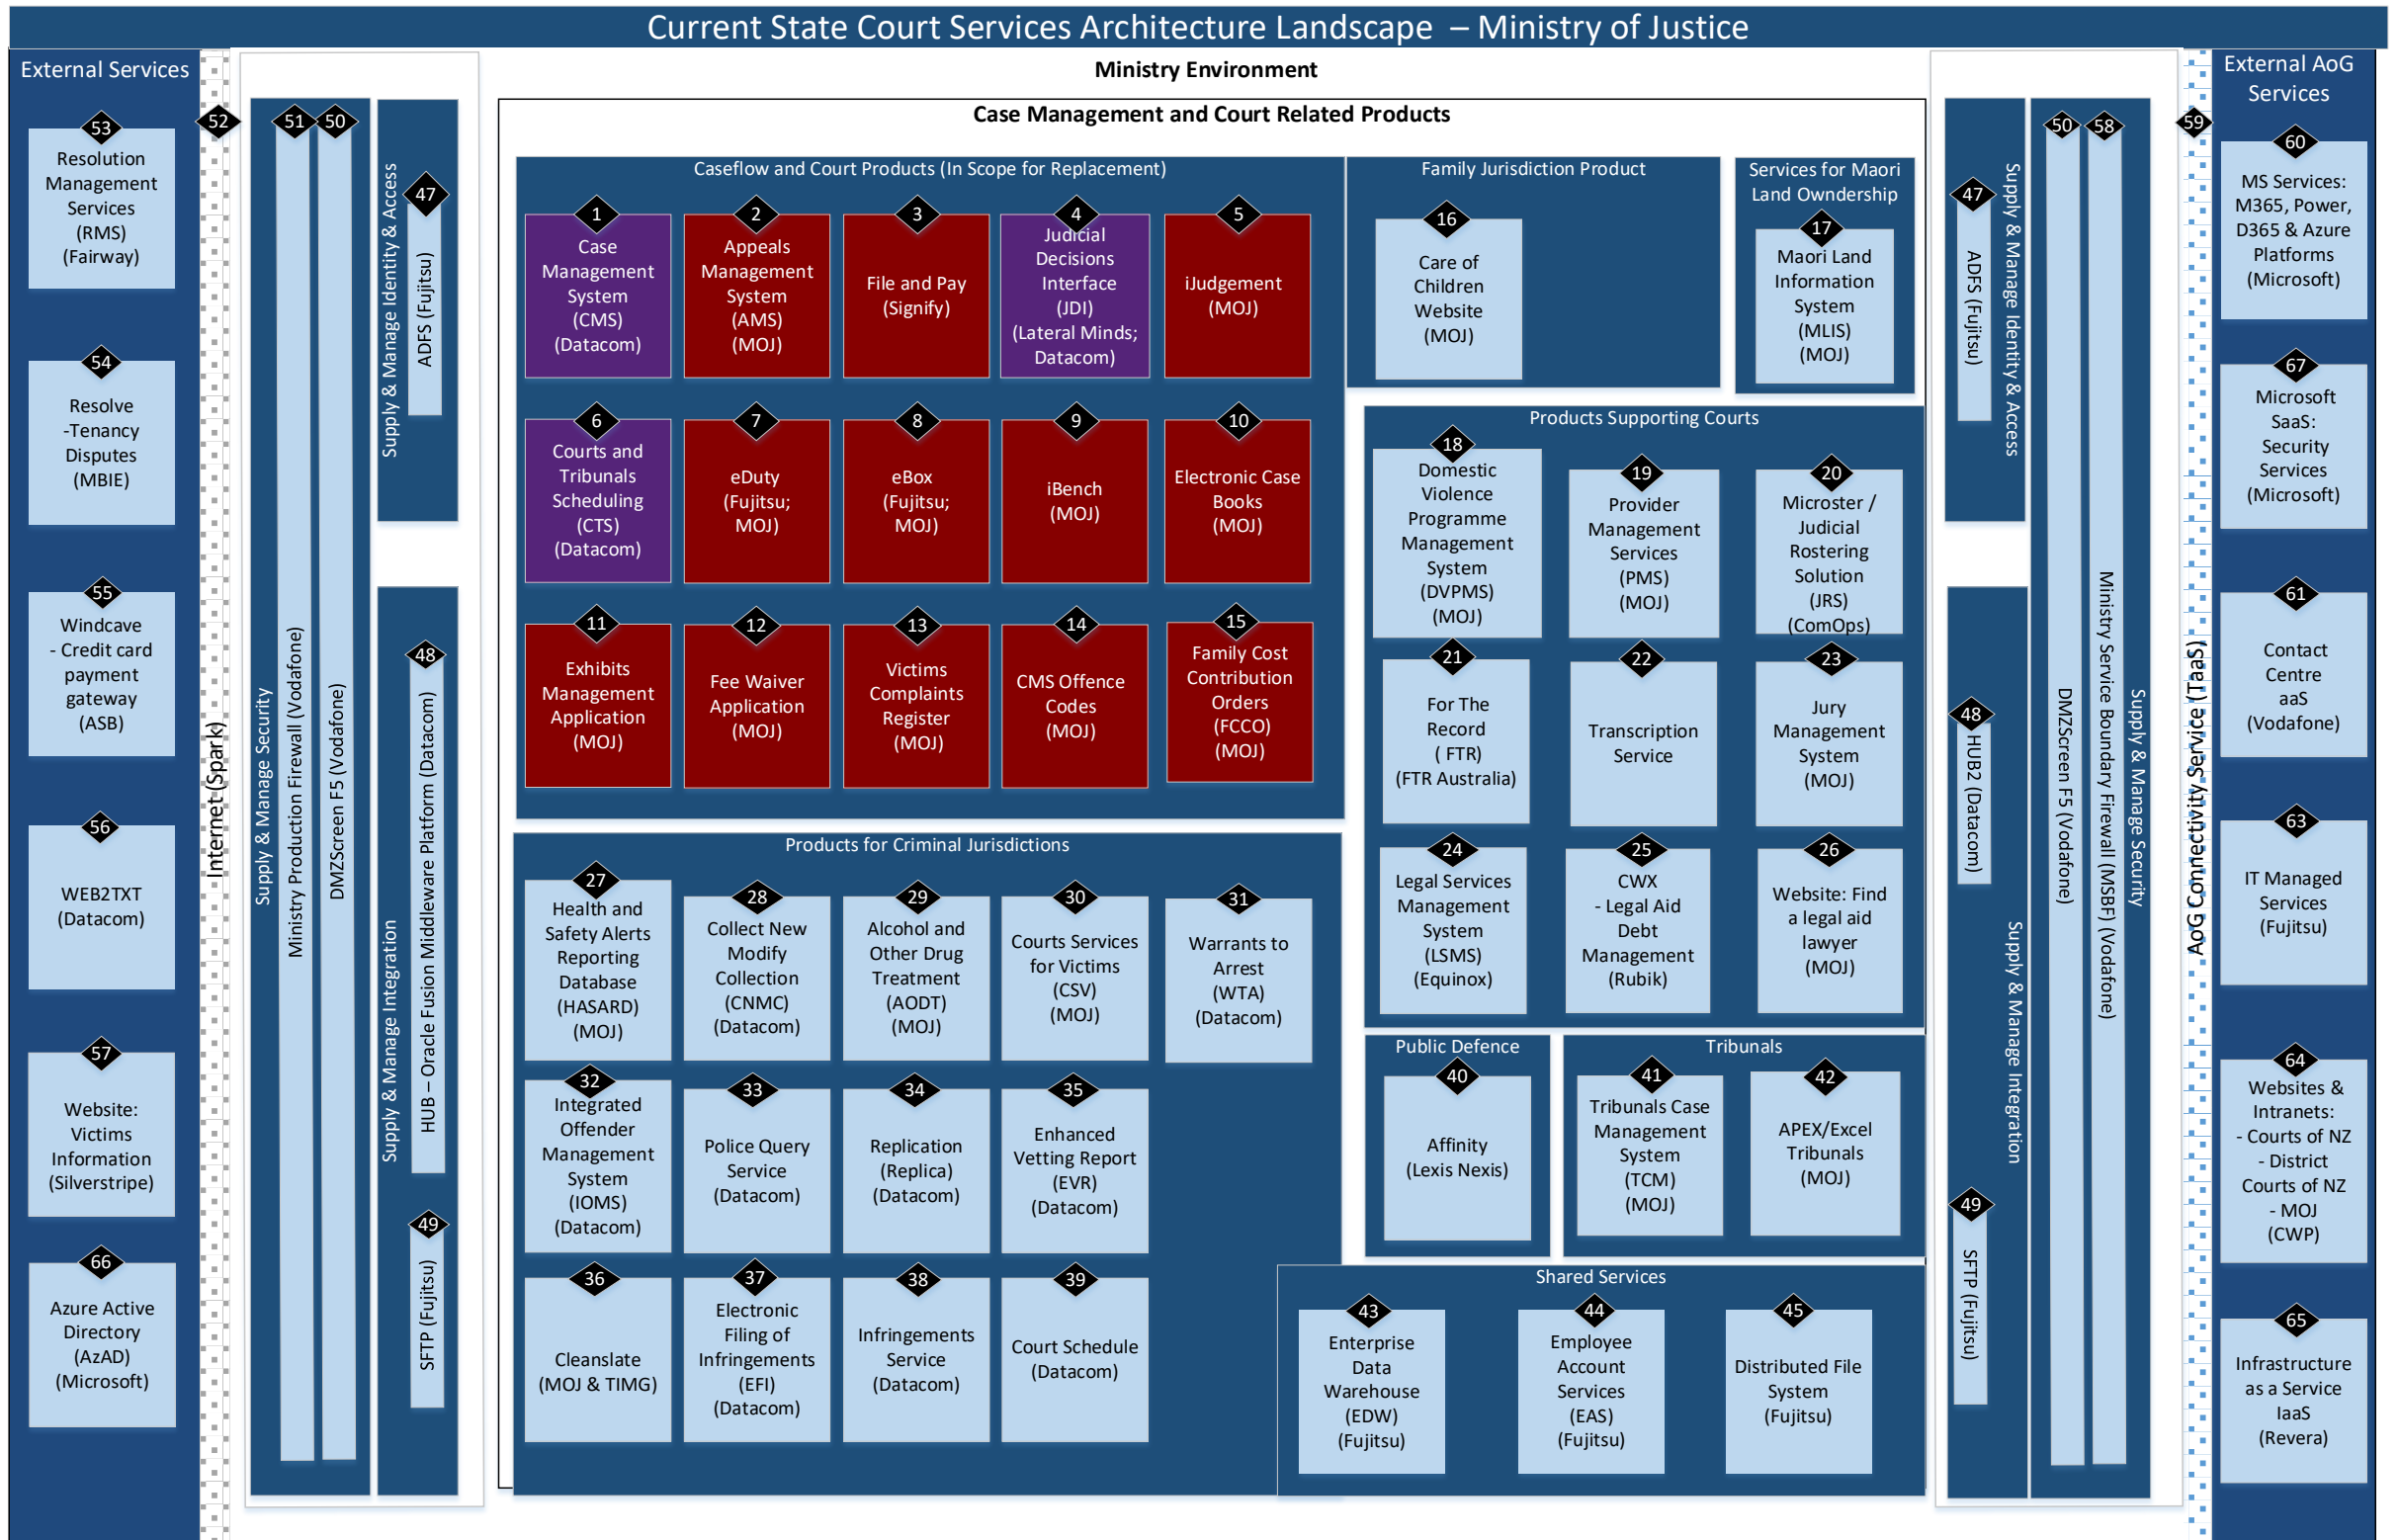 Current State Court Services Architecture Landscape – Ministry of Justice
External Services
53
Resolution
Management
Services
(RMS)
(Fairway)
54
Resolve
-Tenancy
Disputes
(MBIE)
55
Windcave
- Credit card
payment
gateway
(ASB)
56
WEB2TXT
(Datacom)
57
Website:
Victims
Information
(Silverstripe)
66
Azure Active
Directory
(AzAD)
(Microsoft)
52
Internet (Spark)
Supply & Manage Security
51
Ministry Production Firewall (Vodafone)
50
DMZScreen F5 (Vodafone)
Supply & Manage Identity & Access
47
ADFS (Fujitsu)
Supply & Manage Integration
48
HUB – Oracle Fusion Middleware Platform (Datacom)
49
SFTP (Fujitsu)
Ministry Environment
Case Management and Court Related Products
Caseflow and Court Products (In Scope for Replacement)
1
Case
Management
System
(CMS)
(Datacom)
2
Appeals
Management
System
(AMS)
(MOJ)
3
File and Pay
(Signify)
4
Judicial
Decisions
Interface
(JDI)
(Lateral Minds;
Datacom)
5
iJudgement
(MOJ)
6
Courts and
Tribunals
Scheduling
(CTS)
(Datacom)
7
eDuty
(Fujitsu;
MOJ)
8
eBox
(Fujitsu;
MOJ)
9
iBench
(MOJ)
10
Electronic Case
Books
(MOJ)
11
Exhibits
Management
Application
(MOJ)
12
Fee Waiver
Application
(MOJ)
13
Victims
Complaints
Register
(MOJ)
14
CMS Offence
Codes
(MOJ)
15
Family Cost
Contribution
Orders
(FCCO)
(MOJ)
Family Jurisdiction Product
16
Care of
Children
Website
(MOJ)
Services for Maori
Land Owndership
17
Maori Land
Information
System
(MLIS)
(MOJ)
Products Supporting Courts
18
Domestic
Violence
Programme
Management
System
(DVPMS)
(MOJ)
19
Provider
Management
Services
(PMS)
(MOJ)
20
Microster /
Judicial
Rostering
Solution
(JRS)
(ComOps)
21
For The
Record
( FTR)
(FTR Australia)
22
Transcription
Service
23
Jury
Management
System
(MOJ)
24
Legal Services
Management
System
(LSMS)
(Equinox)
25
CWX
- Legal Aid
Debt
Management
(Rubik)
26
Website: Find
a legal aid
lawyer
(MOJ)
Products for Criminal Jurisdictions
27
Health and
Safety Alerts
Reporting
Database
(HASARD)
(MOJ)
28
Collect New
Modify
Collection
(CNMC)
(Datacom)
29
Alcohol and
Other Drug
Treatment
(AODT)
(MOJ)
30
Courts Services
for Victims
(CSV)
(MOJ)
31
Warrants to
Arrest
(WTA)
(Datacom)
32
Integrated
Offender
Management
System
(IOMS)
(Datacom)
33
Police Query
Service
(Datacom)
34
Replication
(Replica)
(Datacom)
35
Enhanced
Vetting Report
(EVR)
(Datacom)
36
Cleanslate
(MOJ & TIMG)
37
Electronic
Filing of
Infringements
(EFI)
(Datacom)
38
Infringements
Service
(Datacom)
39
Court Schedule
(Datacom)
Public Defence
40
Affinity
(Lexis Nexis)
Tribunals
41
Tribunals Case
Management
System
(TCM)
(MOJ)
42
APEX/Excel
Tribunals
(MOJ)
Shared Services
43
Enterprise
Data
Warehouse
(EDW)
(Fujitsu)
44
Employee
Account
Services
(EAS)
(Fujitsu)
45
Distributed File
System
(Fujitsu)
47
ADFS (Fujitsu)
Supply & Manage Identity & Access
48
HUB2 (Datacom)
49
SFTP (Fujitsu)
Supply & Manage Integration
50
DMZScreen F5 (Vodafone)
58
Ministry Service Boundary Firewall (MSBF) (Vodafone)
Supply & Manage Security
59
AoG Connectivity Service (TaaS)
External AoG
Services
60
MS Services:
M365, Power,
D365 & Azure
Platforms
(Microsoft)
67
Microsoft
SaaS:
Security
Services
(Microsoft)
61
Contact
Centre
aaS
(Vodafone)
63
IT Managed
Services
(Fujitsu)
64
Websites &
Intranets:
- Courts of NZ
- District
Courts of NZ
- MOJ
(CWP)
65
Infrastructure
as a Service
IaaS
(Revera)